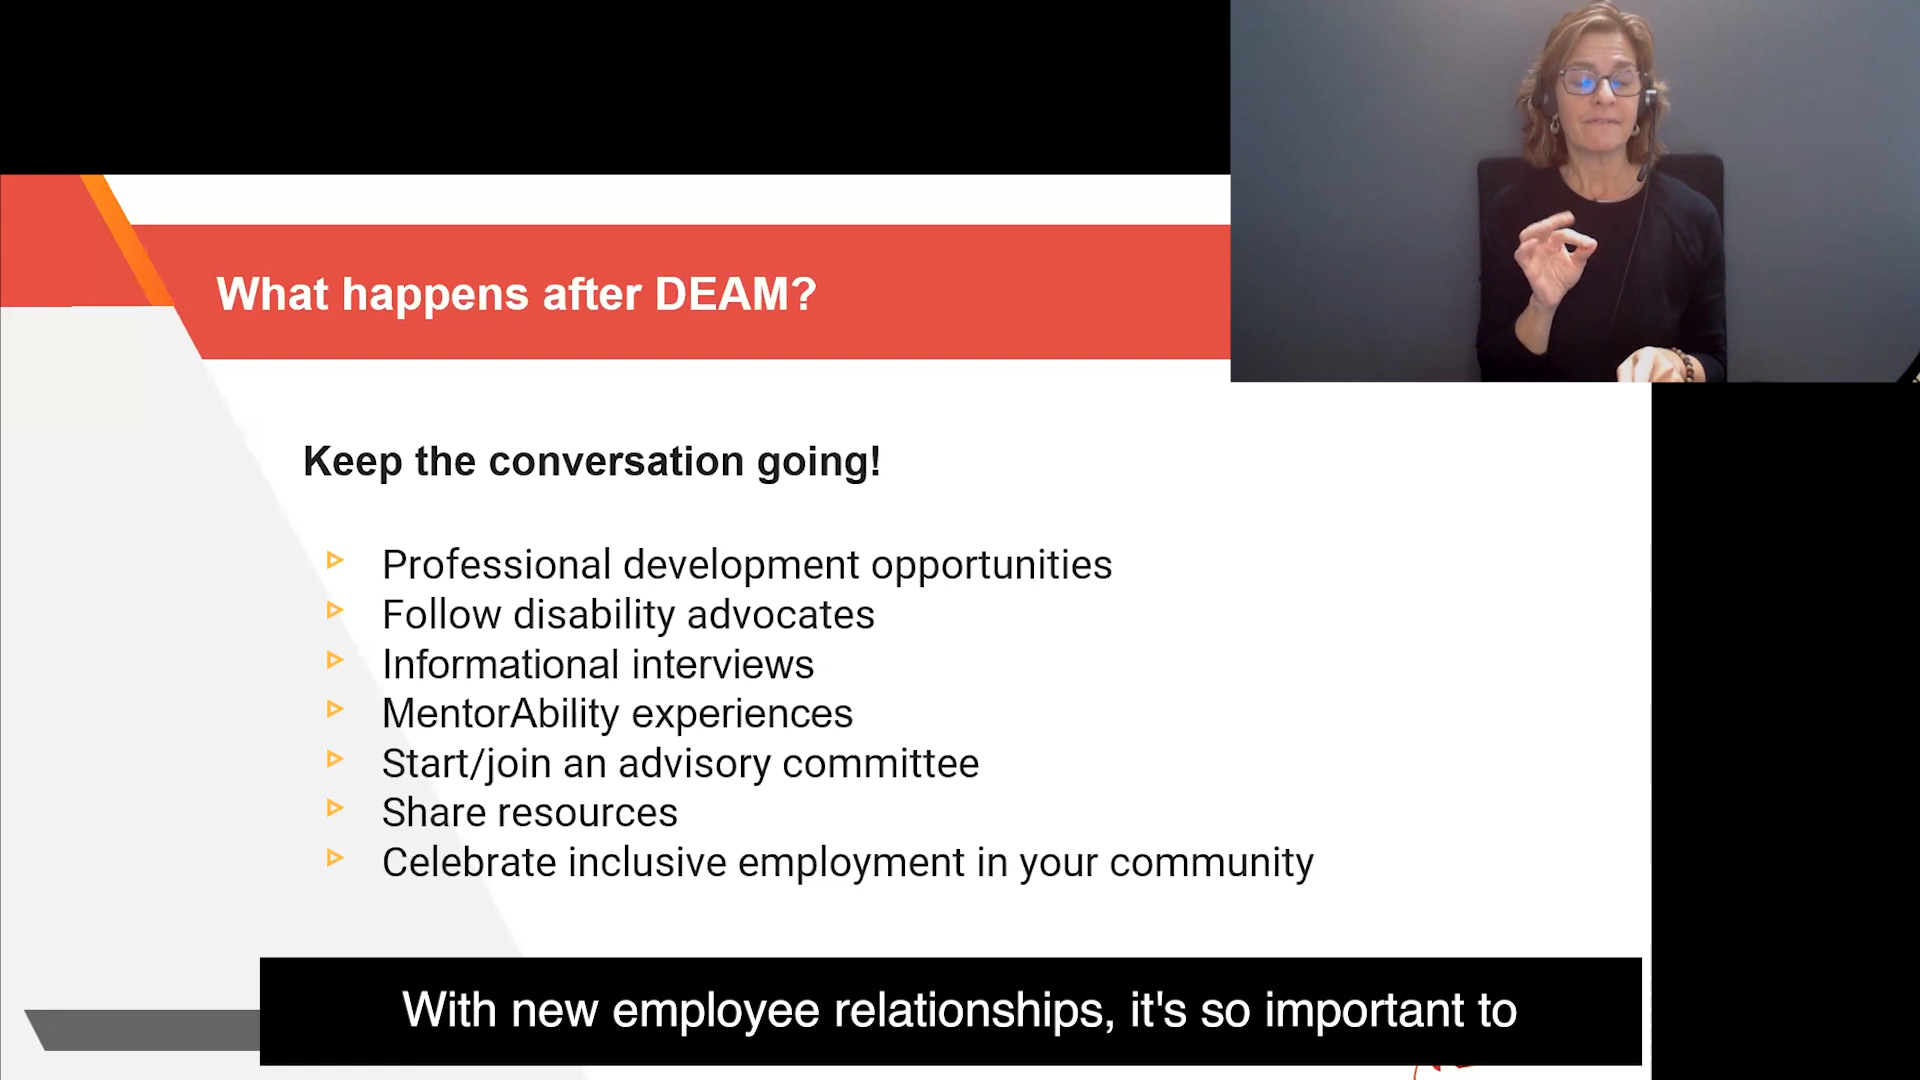 What happens after DEAM?
Keep the conversation going!
Professional development opportunities
Follow disability advocates
Informational interviews
MentorAbility experiences
Start/join an advisory committee
Share resources
Celebrate inclusive employment in your community
With new employee relationships, it's so important to